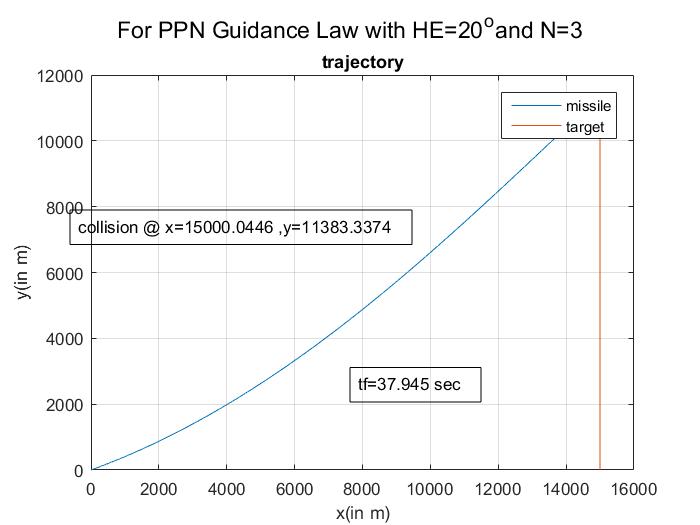 For PPN Guidance Law with HE=20°and N=3
trajectory
12000
10000
8000
6000
4000
2000
0
y(in m)
missile
target
collision @ x=15000.0446 ,y=11383.3374
tf=37.945 sec
0 2000 4000 6000 8000 10000 12000 14000 16000
x(in m)